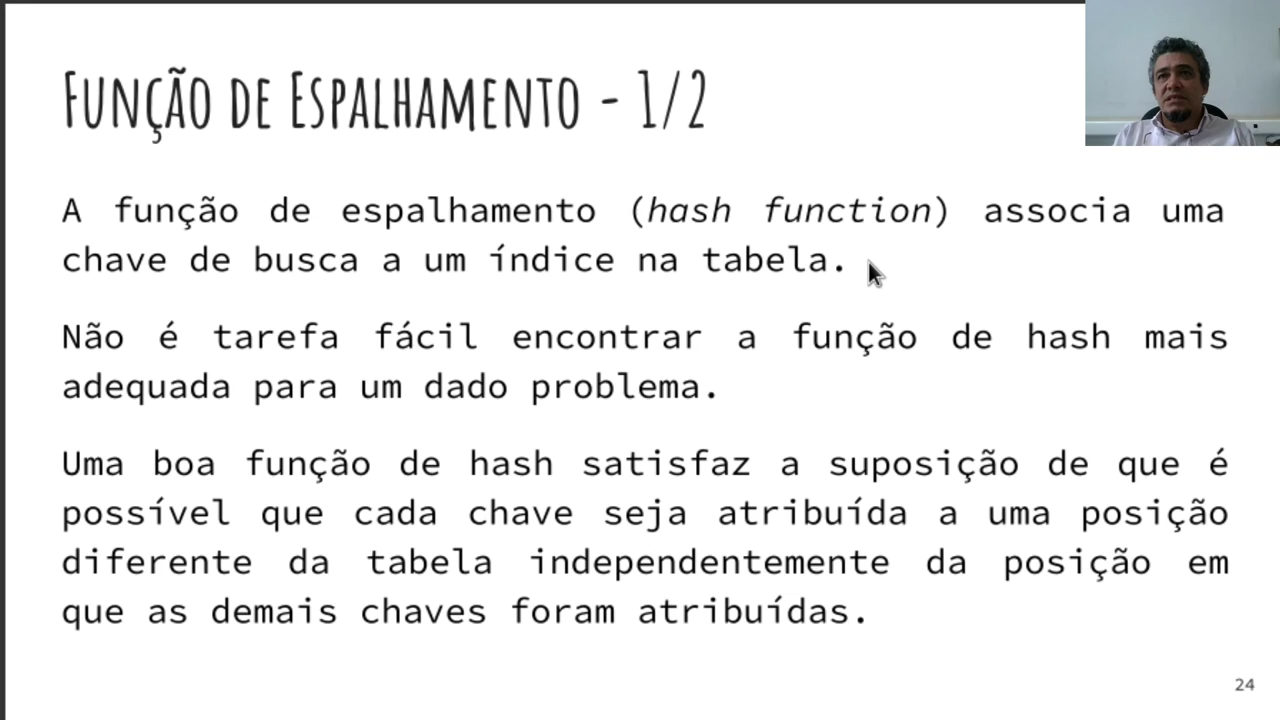 Função de Espalhamento - 1/2
A função de espalhamento (hash function) associa uma
chave de busca a um índice na tabela.
Não é tarefa fácil encontrar a função de hash mais
adequada para um dado problema.
Uma boa função de hash satisfaz a suposição de que é
possível que cada chave seja atribuída a uma posição
diferente da tabela independentemente da posição em
que as demais chaves foram atribuídas.
24